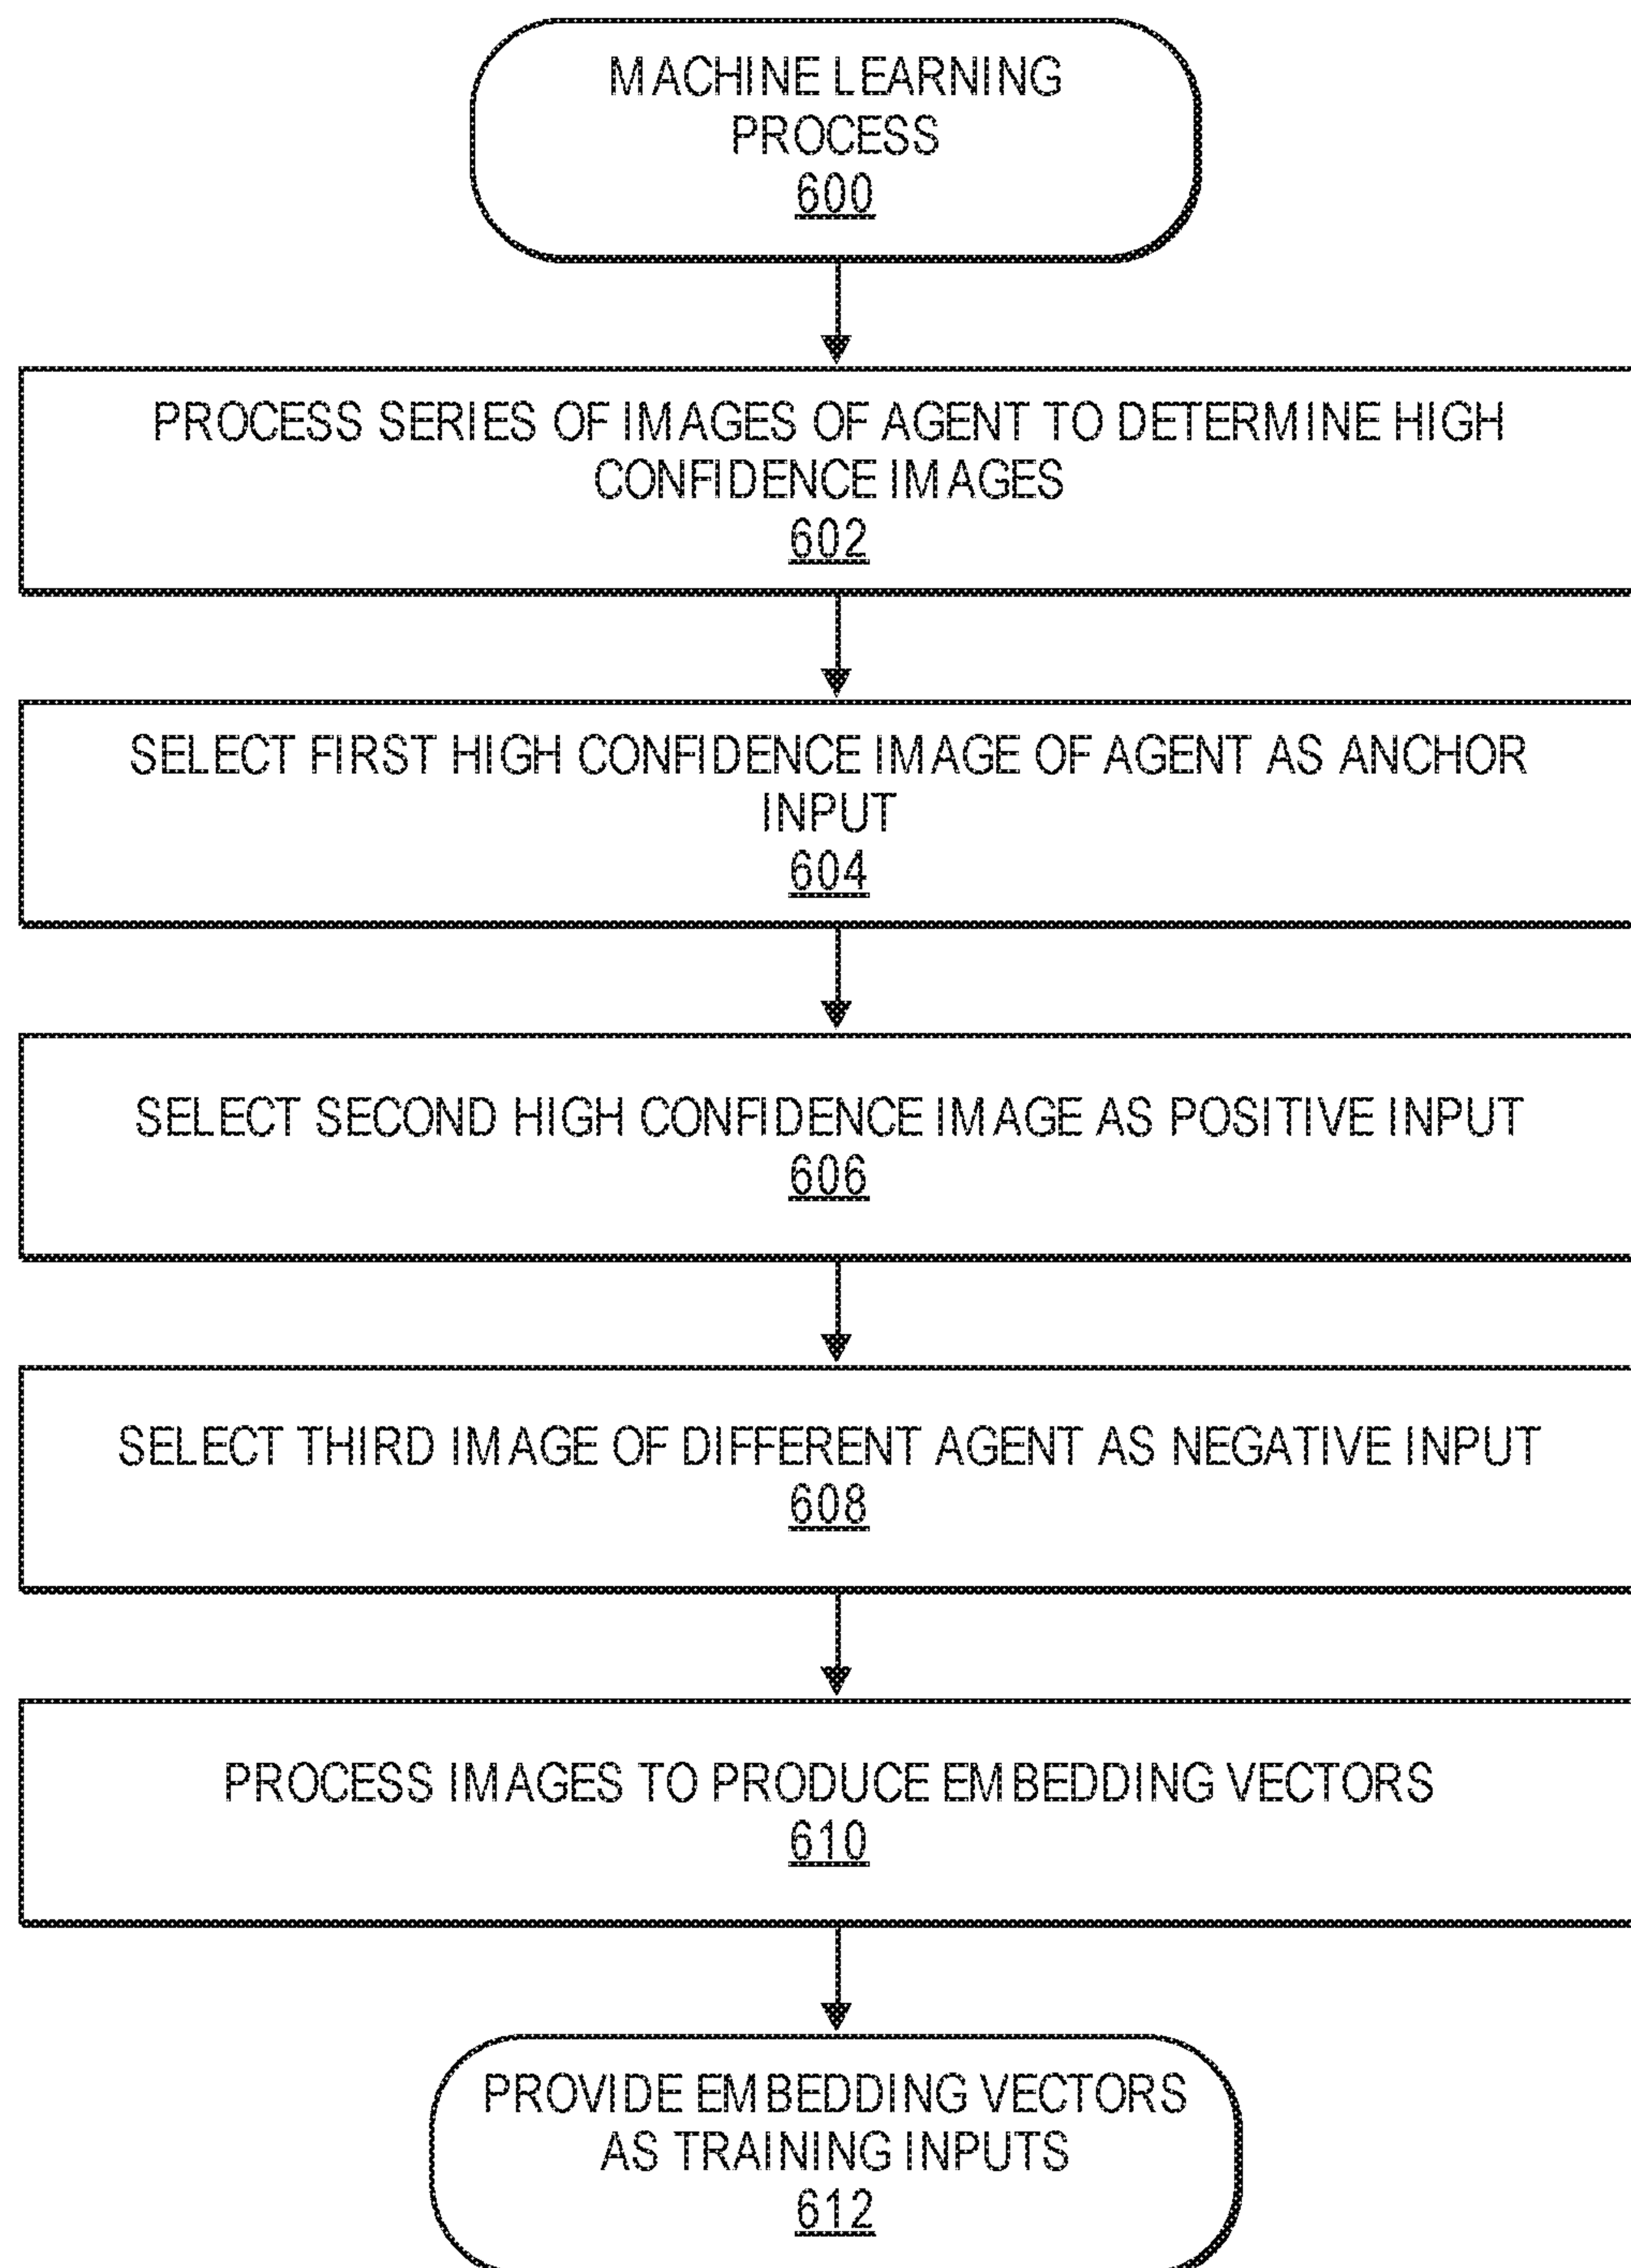 MACHINE LEARNING
PROCESS
600
PROCESS SERIES OF IMAGES OF AGENT TO DETERMINE HIGH
CONFIDENCE IMAGES
602
SELECT FIRST HIGH CONFIDENCE IMAGE OF AGENT AS ANCHOR
INPUT
604
SELECT SECOND HIGH CONFIDENCE IMAGE AS POSITIVE INPUT
606
SELECT THIRD IMAGE OF DIFFERENT AGENT AS NEGATIVE INPUT
608
PROCESS IMAGES TO PRODUCE EMBEDDING VECTORS
610
PROVIDE EMBEDDING VECTORS
AS TRAINING INPUTS
612